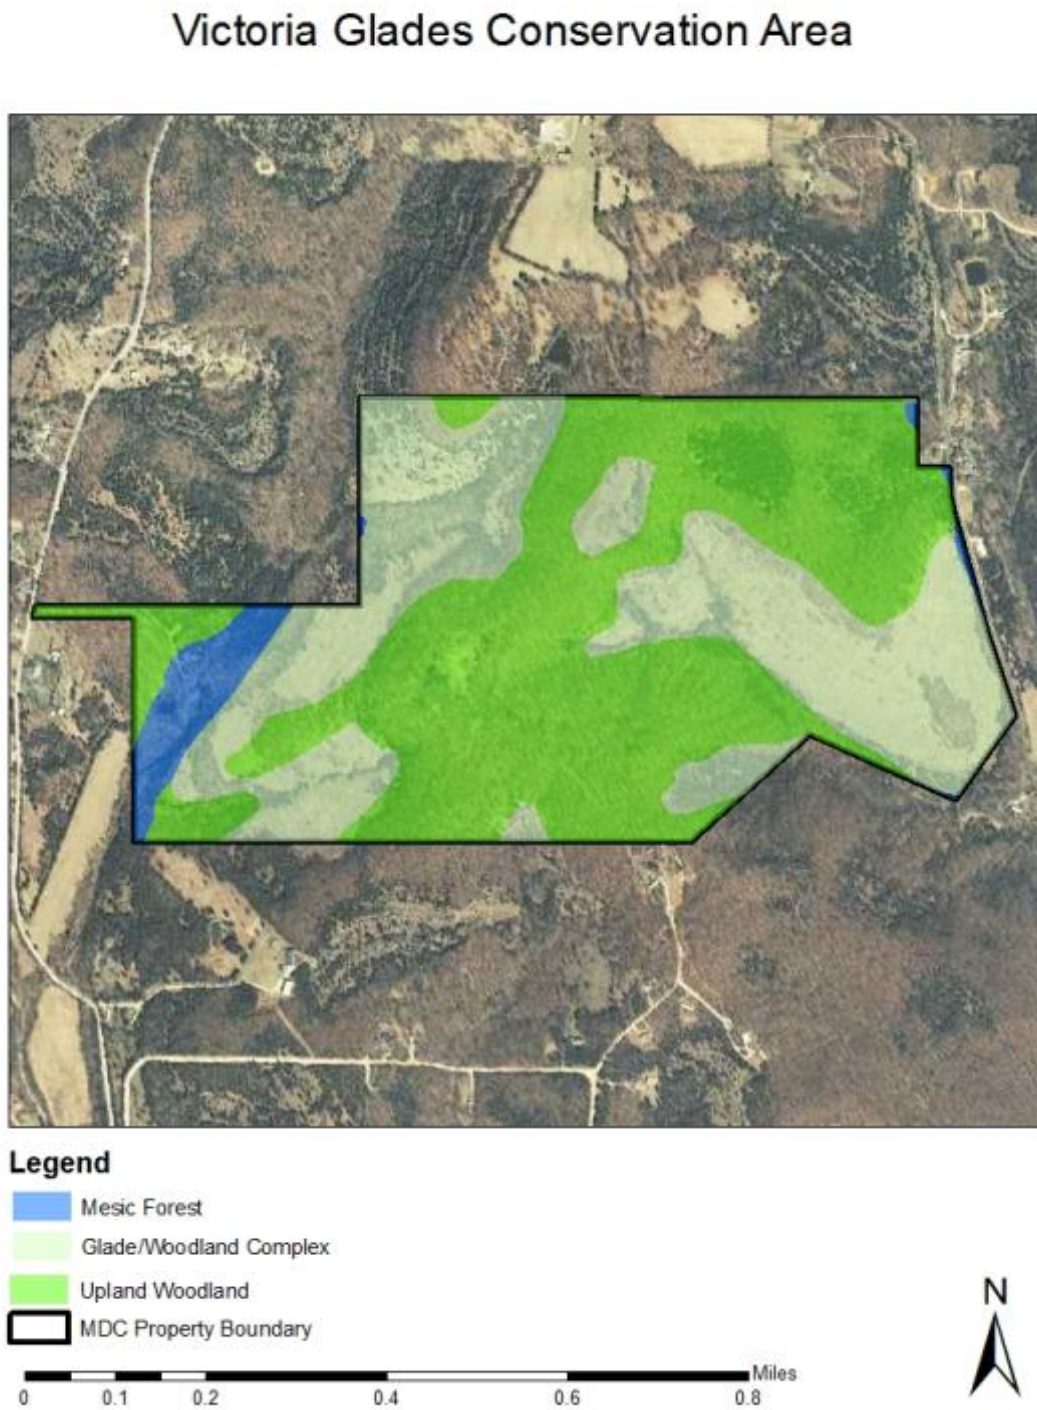 Victoria Glades Conservation Area
Legend
Mesic Forest
Glade/Woodland Complex
Upland Woodland
MDC Property Boundary
N
Miles
0 0.1 0.2 0.4 0.6 0.8